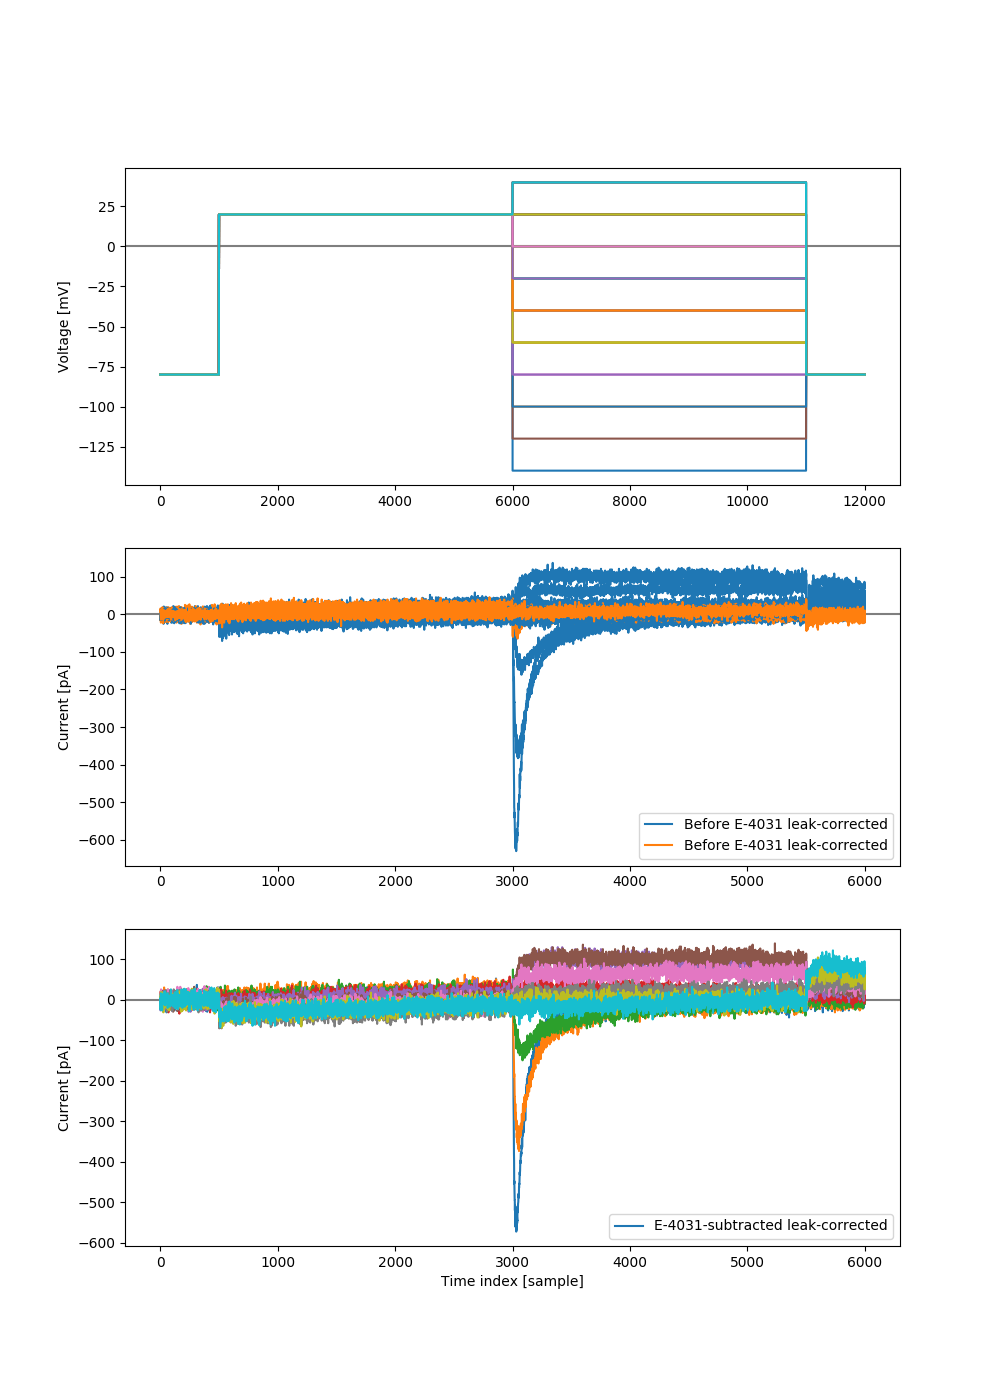 25
0
−25
−50
−75
−100
−125
Voltage [mV]
0 2000 4000 6000 8000 10000 12000
100
0
−100
−200
−300
−400
−500
−600
Current [pA]
Before E-4031 leak-corrected
Before E-4031 leak-corrected
0 1000 2000 3000 4000 5000 6000
100
0
−100
−200
−300
−400
−500
−600
Current [pA]
E-4031-subtracted leak-corrected
0 1000 2000 3000 4000 5000 6000
Time index [sample]